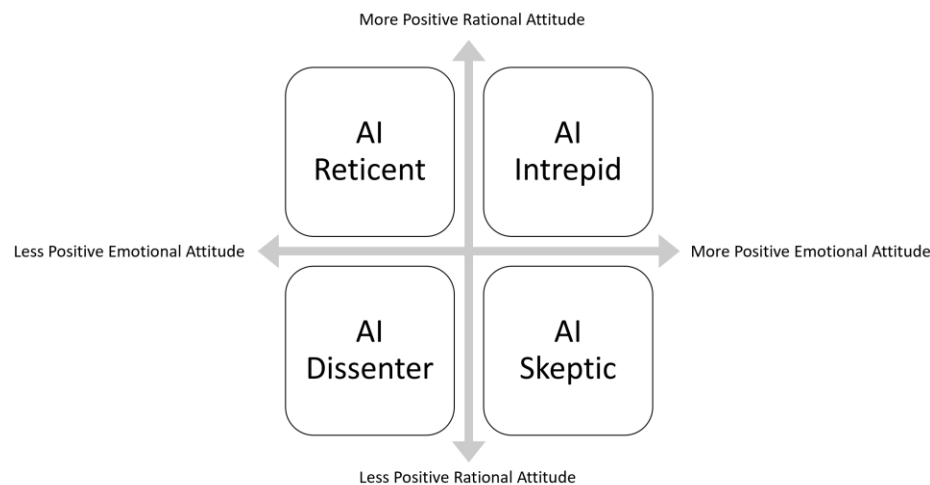 More Positive Rational Attitude
AI
Reticent
AI
Intrepid
Less Positive Emotional Attitude
More Positive Emotional Attitude
AI
Dissenter
AI
Skeptic
Less Positive Rational Attitude